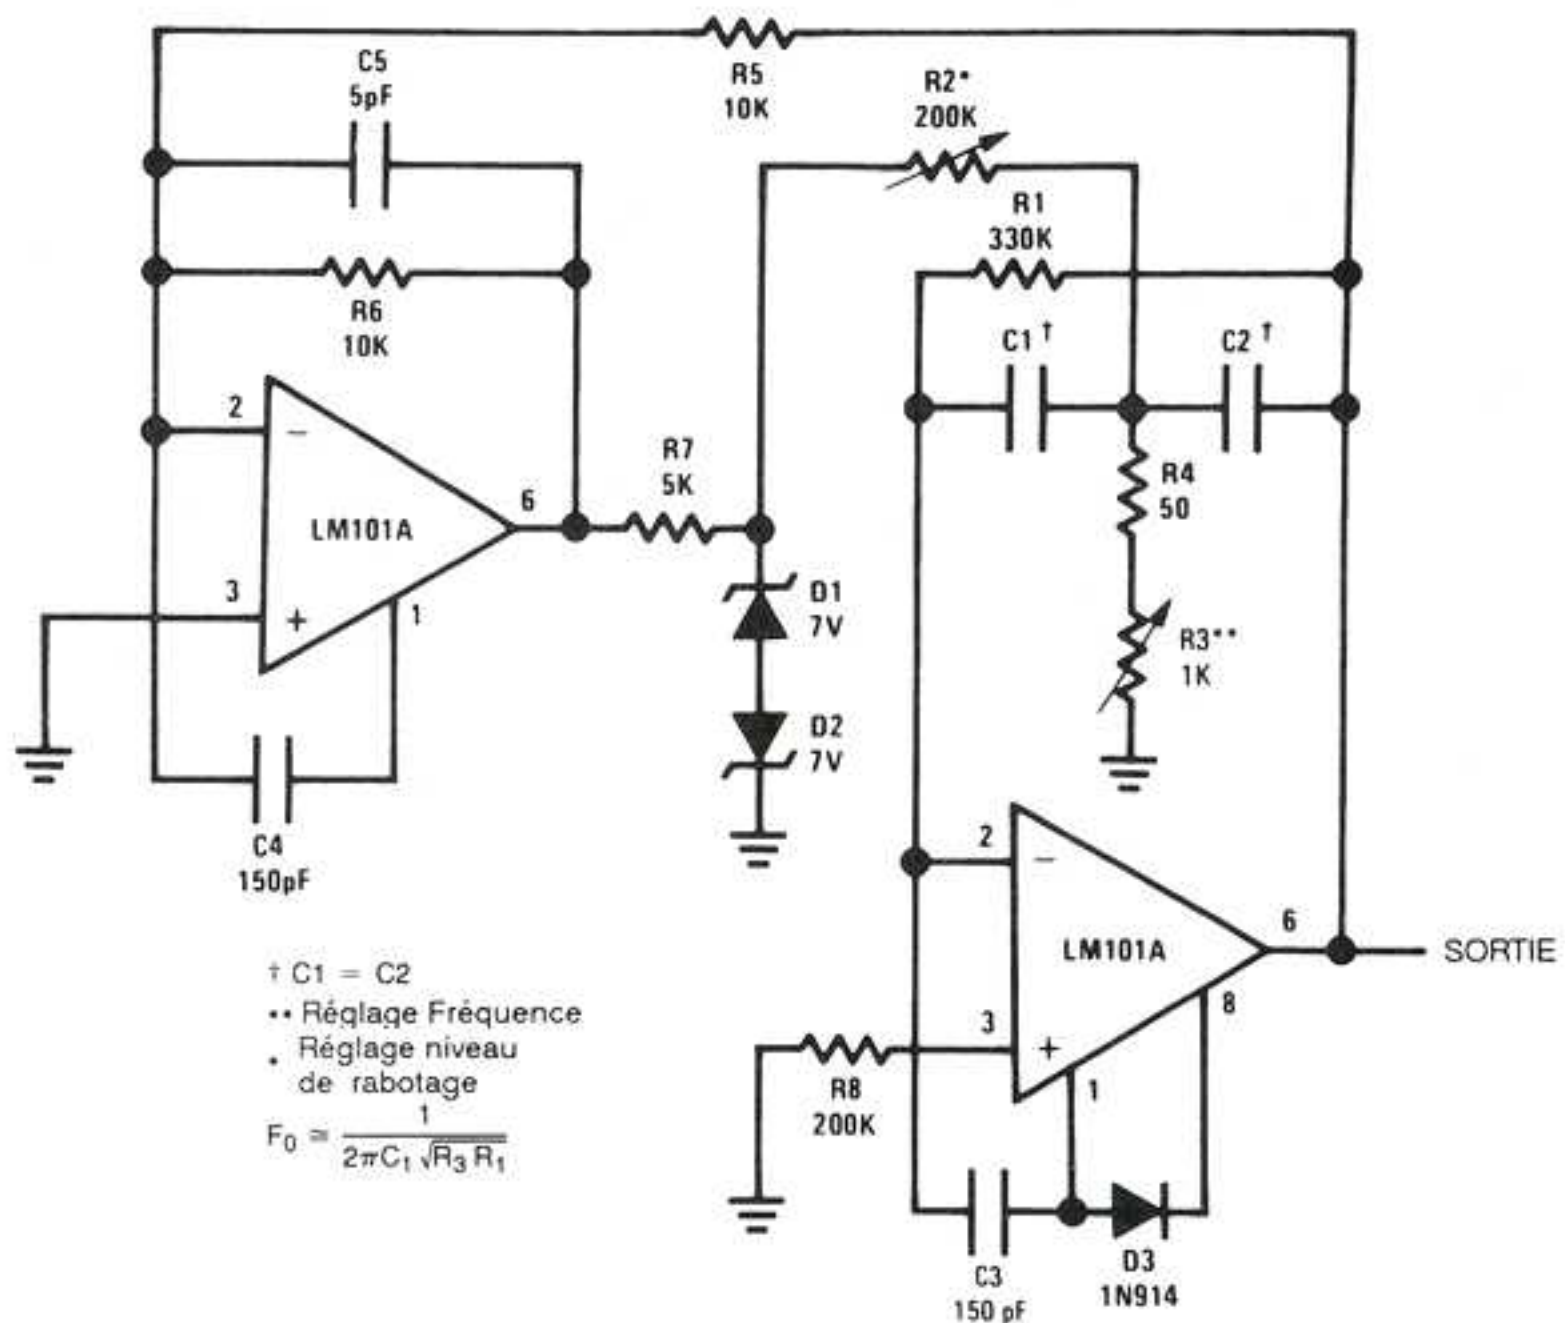 C5
5pF
R5
10K
R2*
200K
R1
330K
R6
10K
C1 †
C2 †
2
−
LM101A
6
3
+
1
R7
5K
R4
50
D1
7V
R3**
1K
D2
7V
C4
150pF
2
−
LM101A
6
SORTIE
8
3
+
1
R8
200K
C3
150 pF
D3
1N914
† C1 = C2
•• Réglage Fréquence
• Réglage niveau
de rabotage
F₀ ≃ 1 / 2πC₁ √R₃ R₁